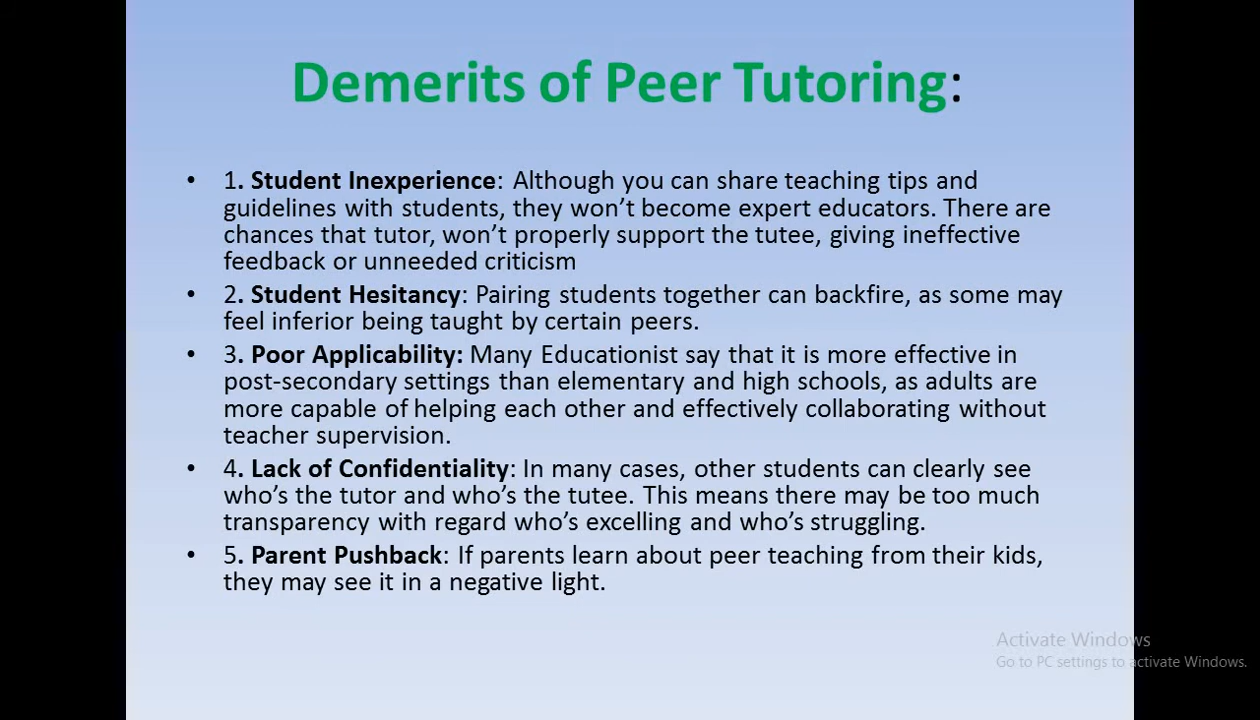 Demerits of Peer Tutoring:
• 1. Student Inexperience: Although you can share teaching tips and
guidelines with students, they won’t become expert educators. There are
chances that tutor, won’t properly support the tutee, giving ineffective
feedback or unneeded criticism
• 2. Student Hesitancy: Pairing students together can backfire, as some may
feel inferior being taught by certain peers.
• 3. Poor Applicability: Many Educationist say that it is more effective in
post-secondary settings than elementary and high schools, as adults are
more capable of helping each other and effectively collaborating without
teacher supervision.
• 4. Lack of Confidentiality: In many cases, other students can clearly see
who’s the tutor and who’s the tutee. This means there may be too much
transparency with regard who’s excelling and who’s struggling.
• 5. Parent Pushback: If parents learn about peer teaching from their kids,
they may see it in a negative light.
Activate Windows
Go to PC settings to activate Windows.